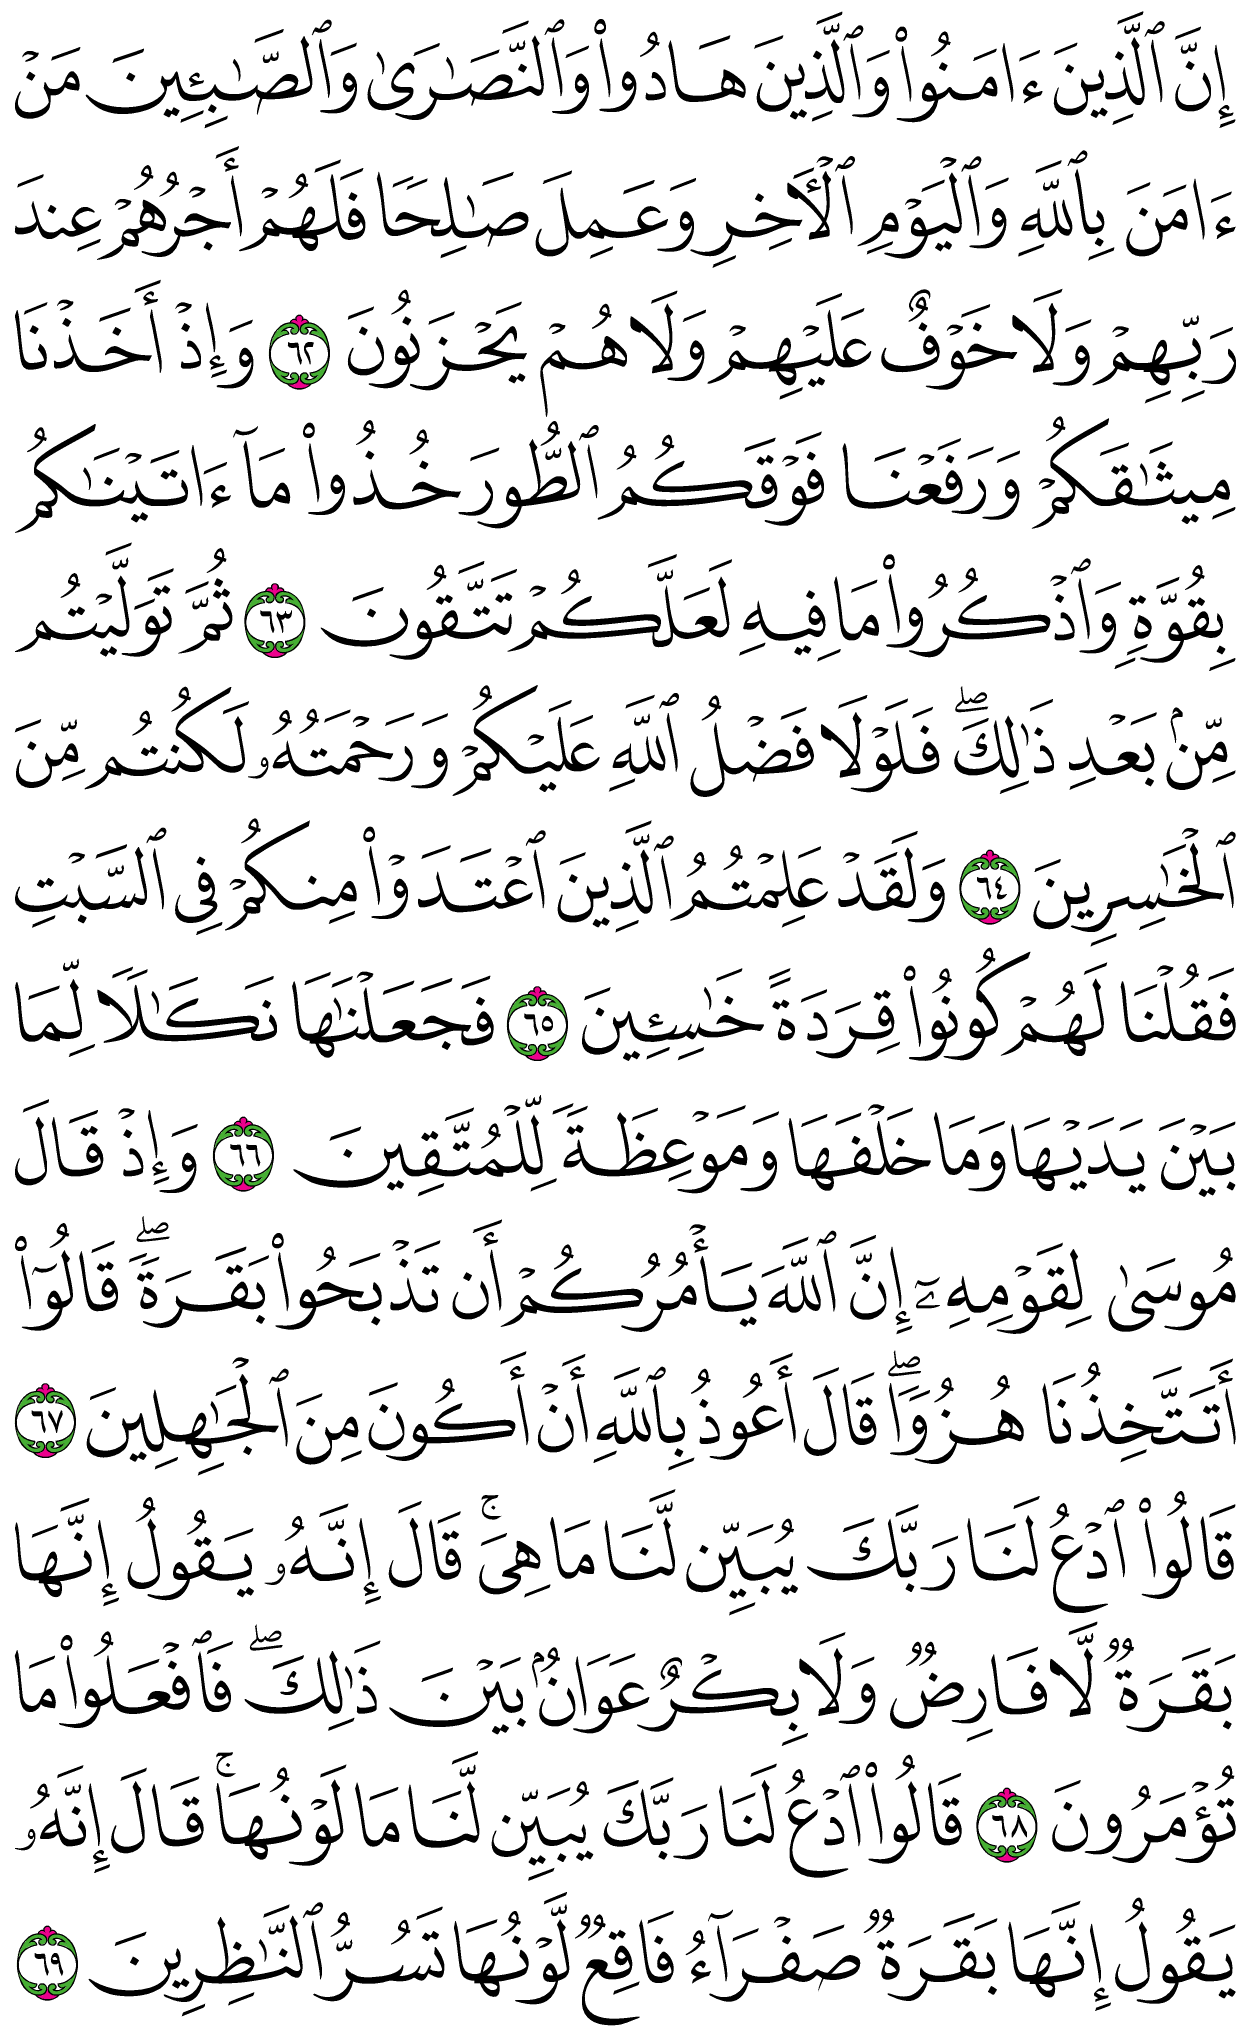 إِنَّ ٱلَّذِينَ ءَامَنُوا۟ وَٱلَّذِينَ هَادُوا۟ وَٱلنَّصَٰرَىٰ وَٱلصَّٰبِـِٔينَ مَنْ
ءَامَنَ بِٱللَّهِ وَٱلْيَوْمِ ٱلْـَٔاخِرِ وَعَمِلَ صَٰلِحًا فَلَهُمْ أَجْرُهُمْ عِندَ
رَبِّهِمْ وَلَا خَوْفٌ عَلَيْهِمْ وَلَا هُمْ يَحْزَنُونَ ٦٢ وَإِذْ أَخَذْنَا
مِيثَٰقَكُمْ وَرَفَعْنَا فَوْقَكُمُ ٱلطُّورَ خُذُوا۟ مَآ ءَاتَيْنَٰكُم
بِقُوَّةٍ وَٱذْكُرُوا۟ مَا فِيهِ لَعَلَّكُمْ تَتَّقُونَ ٦٣ ثُمَّ تَوَلَّيْتُم
مِّنۢ بَعْدِ ذَٰلِكَ ۖ فَلَوْلَا فَضْلُ ٱللَّهِ عَلَيْكُمْ وَرَحْمَتُهُۥ لَكُنتُم مِّنَ
ٱلْخَٰسِرِينَ ٦٤ وَلَقَدْ عَلِمْتُمُ ٱلَّذِينَ ٱعْتَدَوْا۟ مِنكُمْ فِى ٱلسَّبْتِ
فَقُلْنَا لَهُمْ كُونُوا۟ قِرَدَةً خَٰسِـِٔينَ ٦٥ فَجَعَلْنَٰهَا نَكَٰلًا لِّمَا
بَيْنَ يَدَيْهَا وَمَا خَلْفَهَا وَمَوْعِظَةً لِّلْمُتَّقِينَ ٦٦ وَإِذْ قَالَ
مُوسَىٰ لِقَوْمِهِۦٓ إِنَّ ٱللَّهَ يَأْمُرُكُمْ أَن تَذْبَحُوا۟ بَقَرَةً ۖ قَالُوٓا۟
أَتَتَّخِذُنَا هُزُوًا ۖ قَالَ أَعُوذُ بِٱللَّهِ أَنْ أَكُونَ مِنَ ٱلْجَٰهِلِينَ ٦٧
قَالُوا۟ ٱدْعُ لَنَا رَبَّكَ يُبَيِّن لَّنَا مَا هِىَ ۚ قَالَ إِنَّهُۥ يَقُولُ إِنَّهَا
بَقَرَةٌ لَّا فَارِضٌ وَلَا بِكْرٌ عَوَانٌۢ بَيْنَ ذَٰلِكَ ۖ فَٱفْعَلُوا۟ مَا
تُؤْمَرُونَ ٦٨ قَالُوا۟ ٱدْعُ لَنَا رَبَّكَ يُبَيِّن لَّنَا مَا لَوْنُهَا ۚ قَالَ إِنَّهُۥ
يَقُولُ إِنَّهَا بَقَرَةٌ صَفْرَآءُ فَاقِعٌ لَّوْنُهَا تَسُرُّ ٱلنَّٰظِرِينَ ٦٩